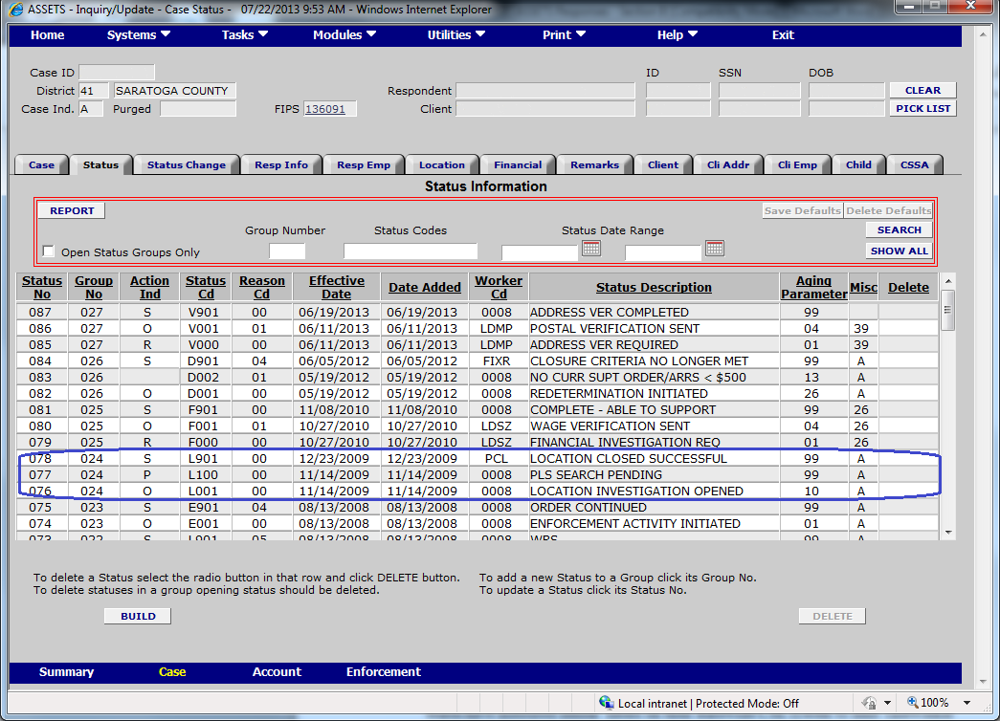 ASSETS - Inquiry/Update - Case Status - 07/22/2013 9:53 AM - Windows Internet Explorer
Home Systems Tasks Modules Utilities Print Help Exit
ID SSN DOB
Case ID
District 41 SARATOGA COUNTY Respondent CLEAR
Case Ind. A Purged FIPS 136091 Client PICK LIST
Case Status Status Change Resp Info Resp Emp Location Financial Remarks Client Cli Addr Cli Emp Child CSSA
Status Information
REPORT Save Defaults Delete Defaults
Group Number Status Codes Status Date Range SEARCH
Open Status Groups Only SHOW ALL
Status No Group No Action Ind Status Cd Reason Cd Effective Date Date Added Worker Cd Status Description Aging Parameter Misc Delete
087 027 S V901 00 06/19/2013 06/19/2013 0008 ADDRESS VER COMPLETED 99
086 027 O V001 01 06/11/2013 06/11/2013 LDMP POSTAL VERIFICATION SENT 04 39
085 027 R V000 00 06/11/2013 06/11/2013 LDMP ADDRESS VER REQUIRED 01 39
084 026 S D901 04 06/05/2012 06/05/2012 FIXR CLOSURE CRITERIA NO LONGER MET 99 A
083 026 D002 01 05/19/2012 05/19/2012 0008 NO CURR SUPT ORDER/ARRS < $500 13 A
082 026 O D001 00 05/19/2012 05/19/2012 0008 REDETERMINATION INITIATED 26 A
081 025 S F901 00 11/08/2010 11/08/2010 0008 COMPLETE - ABLE TO SUPPORT 99 26
080 025 O F001 01 10/27/2010 10/27/2010 LDSZ WAGE VERIFICATION SENT 04 26
079 025 R F000 00 10/27/2010 10/27/2010 LDSZ FINANCIAL INVESTIGATION REQ 01 26
078 024 S L901 00 12/23/2009 12/23/2009 PCL LOCATION CLOSED SUCCESSFUL 99 A
077 024 P L100 00 11/14/2009 11/14/2009 0008 PLS SEARCH PENDING 99 A
076 024 O L001 00 11/14/2009 11/14/2009 0008 LOCATION INVESTIGATION OPENED 10 A
075 023 S E901 04 08/13/2008 08/13/2008 0008 ORDER CONTINUED 99 A
074 023 O E001 00 08/13/2008 08/13/2008 0008 ENFORCEMENT ACTIVITY INITIATED 01 A
073 022 S L901 05 08/04/2008 08/04/2008 0008 WRS 99 A
To delete a Status select the radio button in that row and click DELETE button. To add a new Status to a Group click its Group No.
To delete statuses in a group opening status should be deleted. To update a Status click its Status No.
BUILD DELETE
Summary Case Account Enforcement
Local intranet | Protected Mode: Off 100%